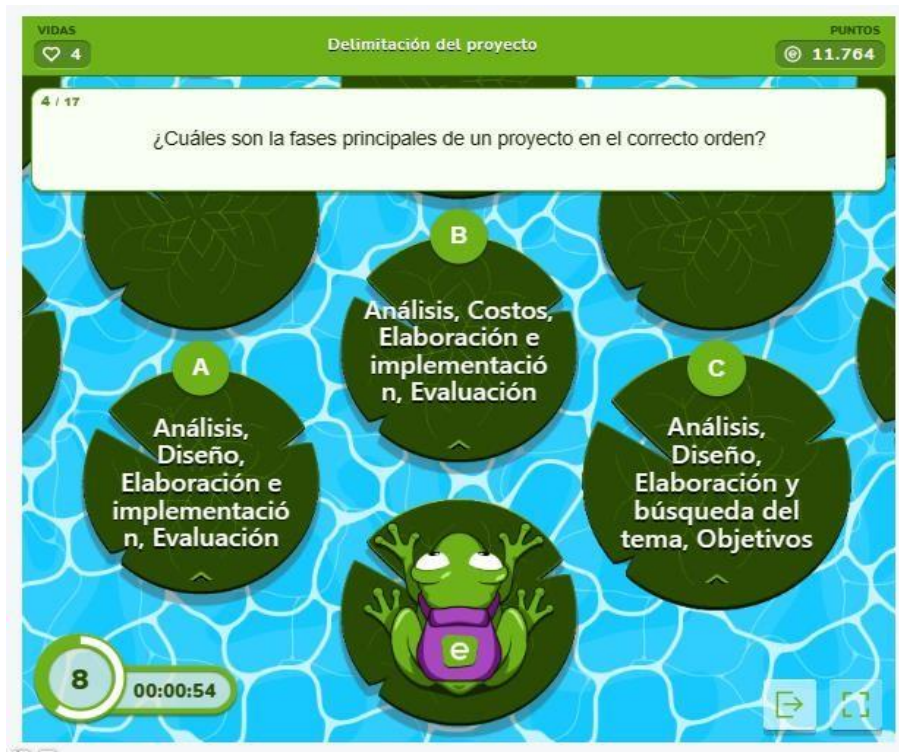 VIDAS
4
Delimitación del proyecto
PUNTOS
11.764
4 / 17
¿Cuáles son la fases principales de un proyecto en el correcto orden?
B
Análisis, Costos,
Elaboración e
implementació
n, Evaluación
A
Análisis,
Diseño,
Elaboración e
implementació
n, Evaluación
C
Análisis,
Diseño,
Elaboración y
búsqueda del
tema, Objetivos
e
8
00:00:54